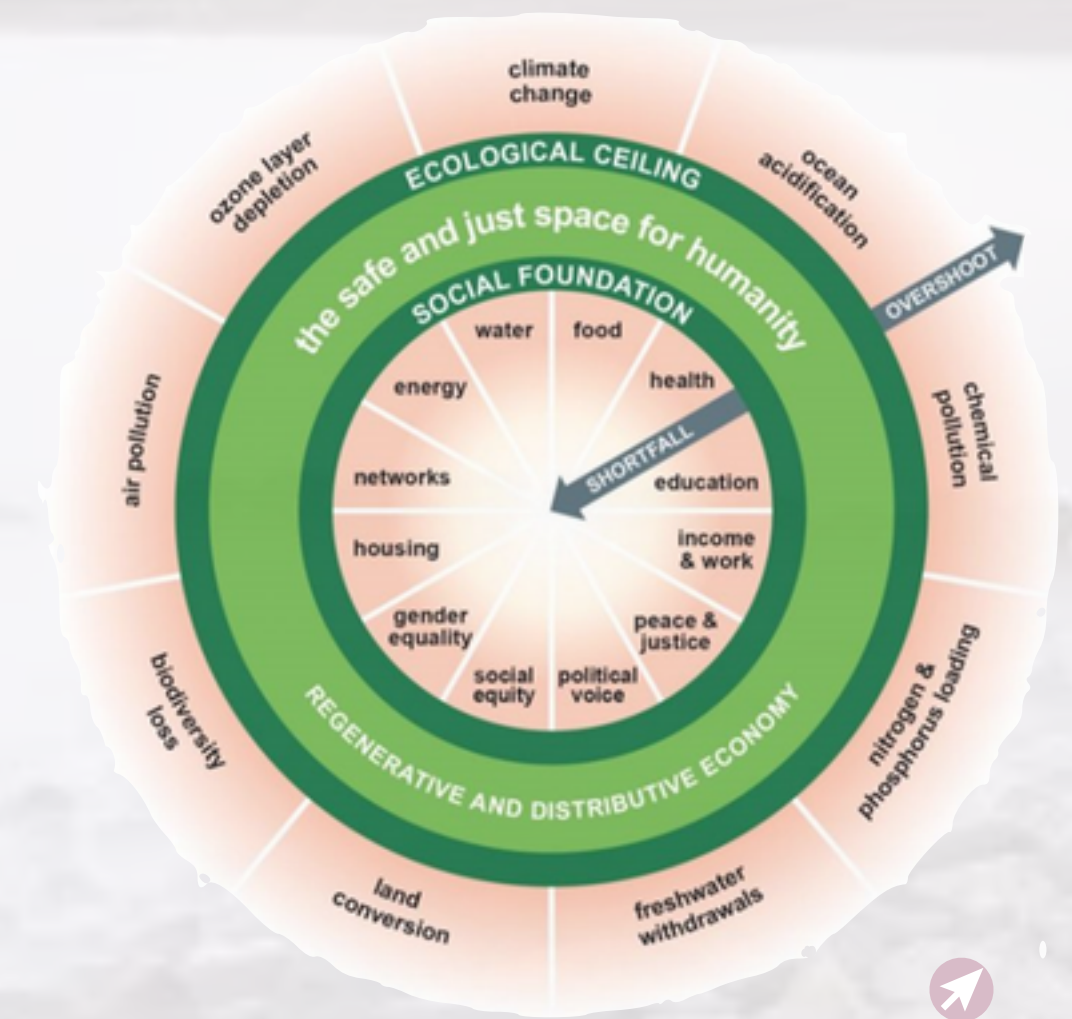 climate
change
ocean
acidification
OVERSHOOT
chemical
pollution
nitrogen &
phosphorus loading
freshwater
withdrawals
land
conversion
biodiversity
loss
air pollution
ozone layer
depletion
ECOLOGICAL CEILING
the safe and just space for humanity
SOCIAL FOUNDATION
water
food
health
SHORTFALL
education
income
& work
peace &
justice
political
voice
social
equity
gender
equality
housing
networks
energy
REGENERATIVE AND DISTRIBUTIVE ECONOMY